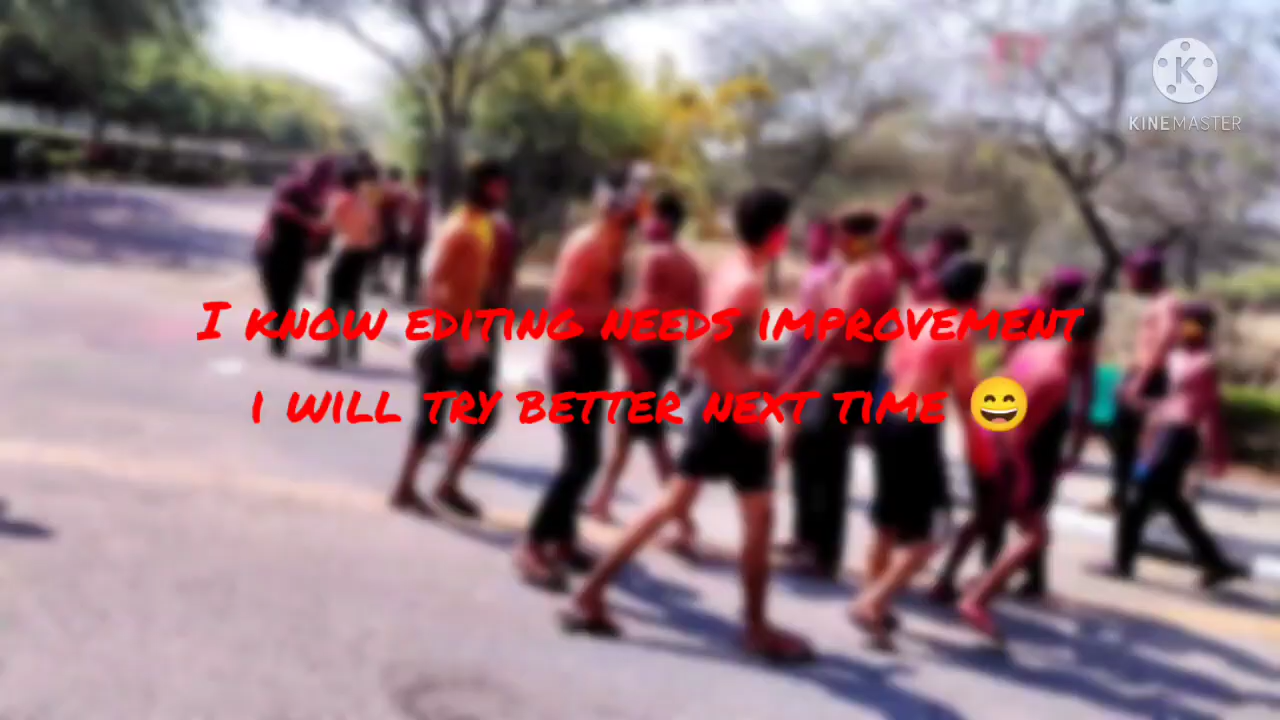 KINEMASTER
I KNOW EDITING NEEDS IMPROVEMENT
I WILL TRY BETTER NEXT TIME 😄